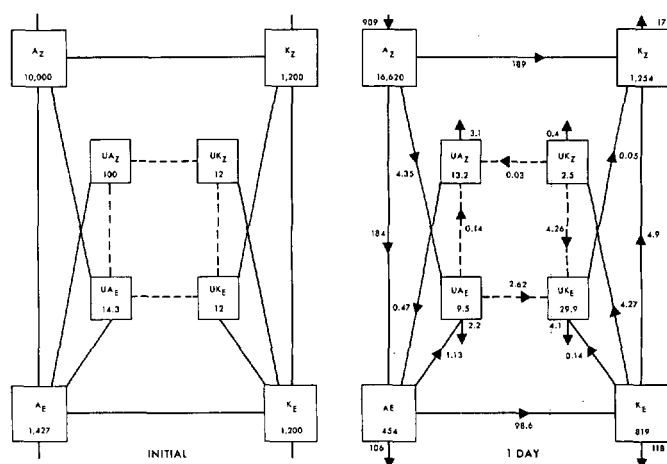 A_Z
10,000
K_Z
1,200
UA_Z
100
UK_Z
12
UA_E
14.3
UK_E
12
A_E
1,427
K_E
1,200
INITIAL
909
A_Z
16,620
189
K_Z
1,254
3.1
UA_Z
13.2
0.03
0.4
UK_Z
2.5
4.35
0.05
184
0.14
4.26
4.9
0.47
UA_E
9.5
2.62
UK_E
29.9
4.27
2.2
4.1
1.13
0.14
AE
454
98.6
K_E
819
106
1 DAY
118